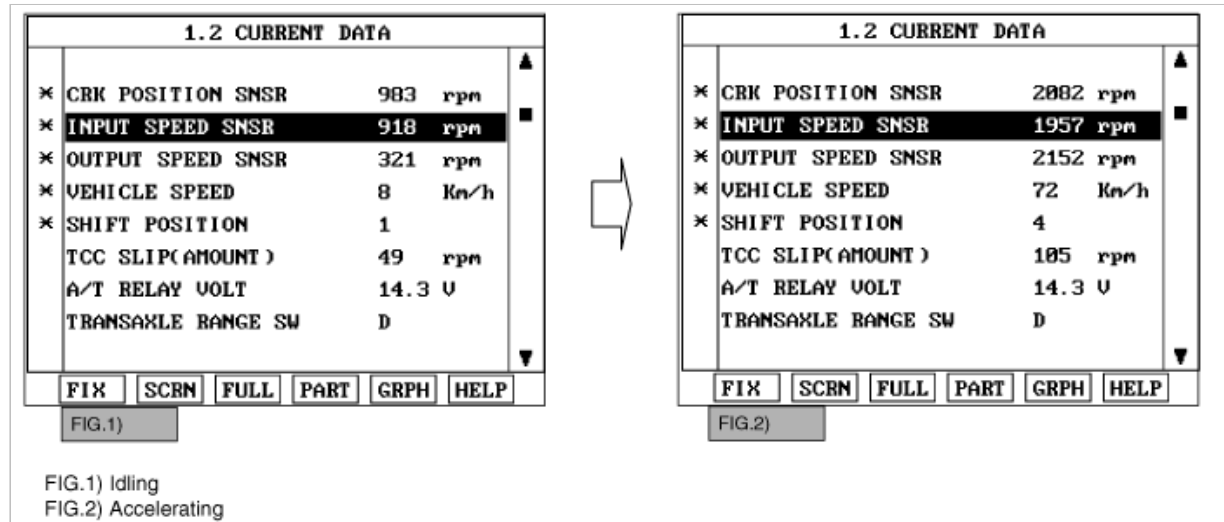 1.2 CURRENT DATA
* CRK POSITION SNSR 983 rpm
* INPUT SPEED SNSR 918 rpm
* OUTPUT SPEED SNSR 321 rpm
* VEHICLE SPEED 8 Km/h
* SHIFT POSITION 1
TCC SLIP(AMOUNT) 49 rpm
A/T RELAY VOLT 14.3 V
TRANSAXLE RANGE SW D
FIX SCRN FULL PART GRPH HELP
FIG.1)
1.2 CURRENT DATA
* CRK POSITION SNSR 2082 rpm
* INPUT SPEED SNSR 1957 rpm
* OUTPUT SPEED SNSR 2152 rpm
* VEHICLE SPEED 72 Km/h
* SHIFT POSITION 4
TCC SLIP(AMOUNT) 105 rpm
A/T RELAY VOLT 14.3 V
TRANSAXLE RANGE SW D
FIX SCRN FULL PART GRPH HELP
FIG.2)
FIG.1) Idling
FIG.2) Accelerating